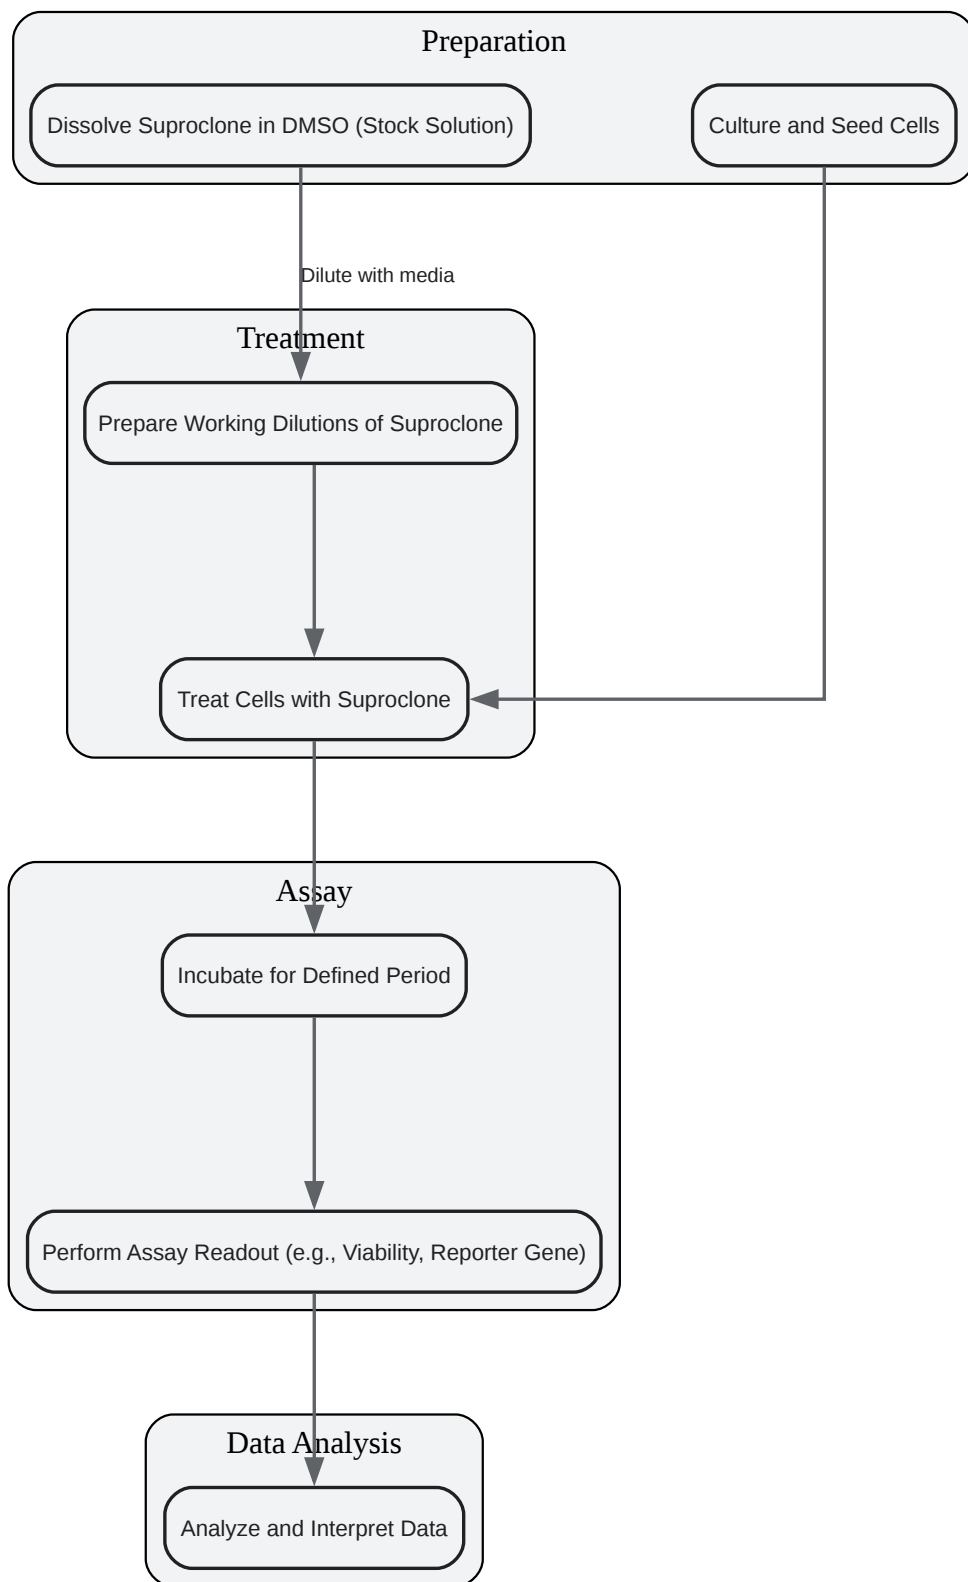 Preparation
Dissolve Suproclone in DMSO (Stock Solution)
Culture and Seed Cells
Dilute with media
Treatment
Prepare Working Dilutions of Suproclone
Treat Cells with Suproclone
Assay
Incubate for Defined Period
Perform Assay Readout (e.g., Viability, Reporter Gene)
Data Analysis
Analyze and Interpret Data